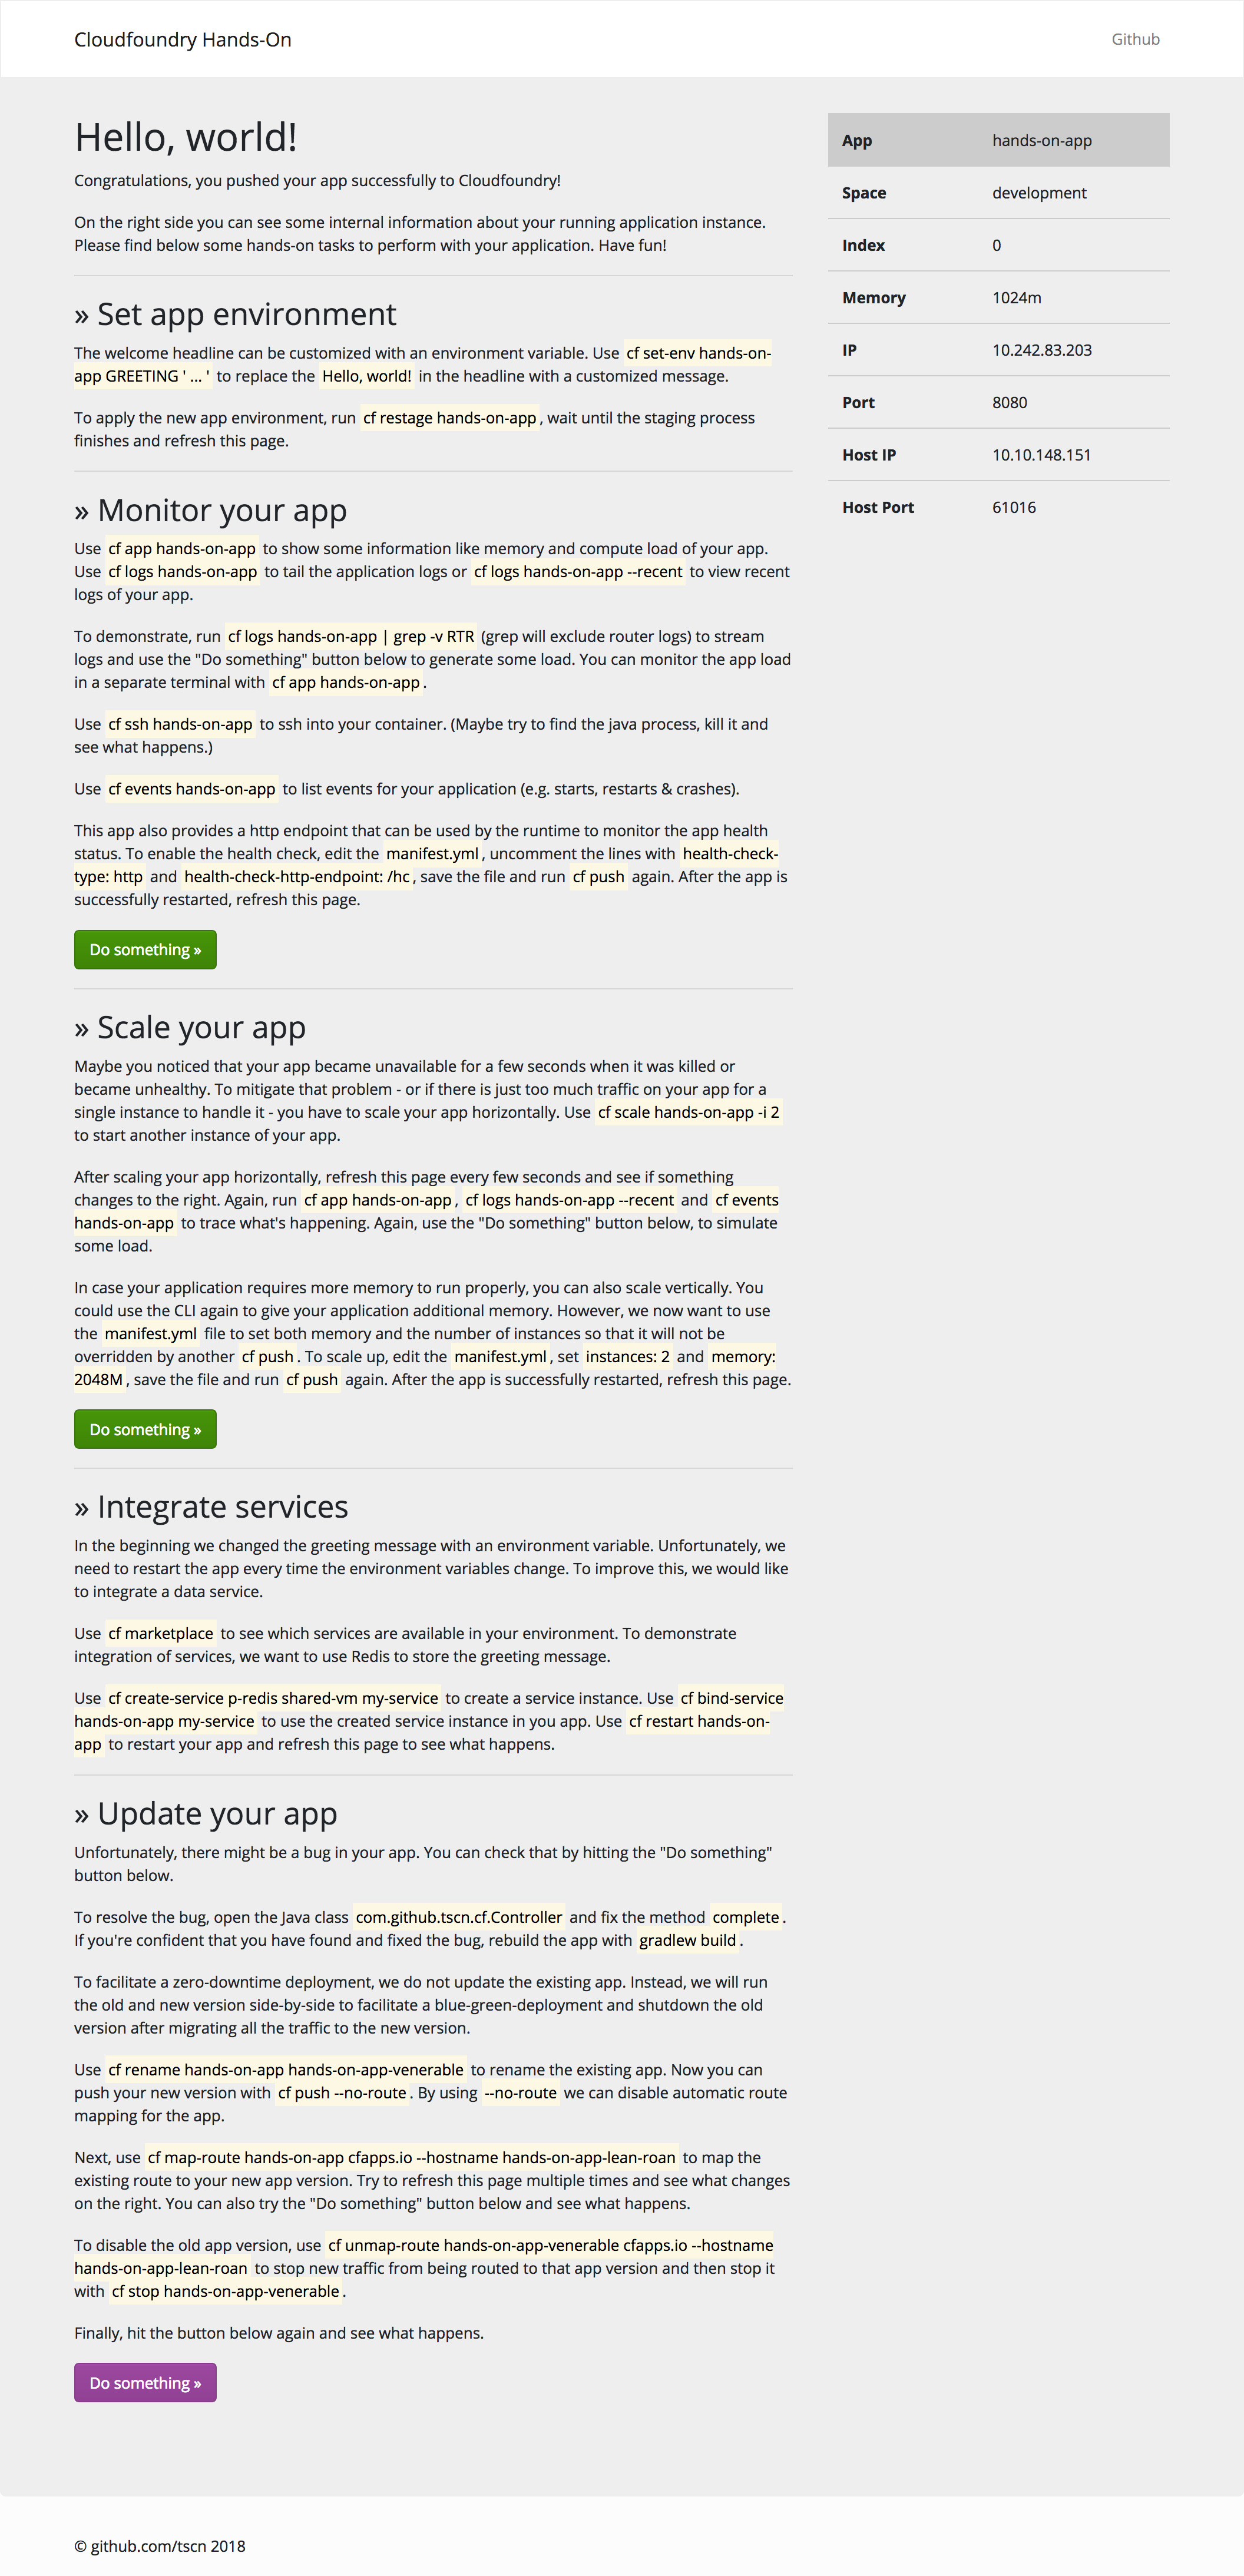 Cloudfoundry Hands-On
Github
Hello, world!
Congratulations, you pushed your app successfully to Cloudfoundry!
On the right side you can see some internal information about your running application instance.
Please find below some hands-on tasks to perform with your application. Have fun!
» Set app environment
The welcome headline can be customized with an environment variable. Use cf set-env hands-on-
app GREETING ' ... ' to replace the Hello, world! in the headline with a customized message.
To apply the new app environment, run cf restage hands-on-app, wait until the staging process
finishes and refresh this page.
» Monitor your app
Use cf app hands-on-app to show some information like memory and compute load of your app.
Use cf logs hands-on-app to tail the application logs or cf logs hands-on-app --recent to view recent
logs of your app.
To demonstrate, run cf logs hands-on-app | grep -v RTR (grep will exclude router logs) to stream
logs and use the "Do something" button below to generate some load. You can monitor the app load
in a separate terminal with cf app hands-on-app.
Use cf ssh hands-on-app to ssh into your container. (Maybe try to find the java process, kill it and
see what happens.)
Use cf events hands-on-app to list events for your application (e.g. starts, restarts & crashes).
This app also provides a http endpoint that can be used by the runtime to monitor the app health
status. To enable the health check, edit the manifest.yml, uncomment the lines with health-check-
type: http and health-check-http-endpoint: /hc, save the file and run cf push again. After the app is
successfully restarted, refresh this page.
Do something »
» Scale your app
Maybe you noticed that your app became unavailable for a few seconds when it was killed or
became unhealthy. To mitigate that problem - or if there is just too much traffic on your app for a
single instance to handle it - you have to scale your app horizontally. Use cf scale hands-on-app -i 2
to start another instance of your app.
After scaling your app horizontally, refresh this page every few seconds and see if something
changes to the right. Again, run cf app hands-on-app, cf logs hands-on-app --recent and cf events
hands-on-app to trace what's happening. Again, use the "Do something" button below, to simulate
some load.
In case your application requires more memory to run properly, you can also scale vertically. You
could use the CLI again to give your application additional memory. However, we now want to use
the manifest.yml file to set both memory and the number of instances so that it will not be
overridden by another cf push. To scale up, edit the manifest.yml, set instances: 2 and memory:
2048M, save the file and run cf push again. After the app is successfully restarted, refresh this page.
Do something »
» Integrate services
In the beginning we changed the greeting message with an environment variable. Unfortunately, we
need to restart the app every time the environment variables change. To improve this, we would like
to integrate a data service.
Use cf marketplace to see which services are available in your environment. To demonstrate
integration of services, we want to use Redis to store the greeting message.
Use cf create-service p-redis shared-vm my-service to create a service instance. Use cf bind-service
hands-on-app my-service to use the created service instance in you app. Use cf restart hands-on-
app to restart your app and refresh this page to see what happens.
» Update your app
Unfortunately, there might be a bug in your app. You can check that by hitting the "Do something"
button below.
To resolve the bug, open the Java class com.github.tscn.cf.Controller and fix the method complete.
If you're confident that you have found and fixed the bug, rebuild the app with gradlew build.
To facilitate a zero-downtime deployment, we do not update the existing app. Instead, we will run
the old and new version side-by-side to facilitate a blue-green-deployment and shutdown the old
version after migrating all the traffic to the new version.
Use cf rename hands-on-app hands-on-app-venerable to rename the existing app. Now you can
push your new version with cf push --no-route. By using --no-route we can disable automatic route
mapping for the app.
Next, use cf map-route hands-on-app cfapps.io --hostname hands-on-app-lean-roan to map the
existing route to your new app version. Try to refresh this page multiple times and see what changes
on the right. You can also try the "Do something" button below and see what happens.
To disable the old app version, use cf unmap-route hands-on-app-venerable cfapps.io --hostname
hands-on-app-lean-roan to stop new traffic from being routed to that app version and then stop it
with cf stop hands-on-app-venerable.
Finally, hit the button below again and see what happens.
Do something »
App hands-on-app
Space development
Index 0
Memory 1024m
IP 10.242.83.203
Port 8080
Host IP 10.10.148.151
Host Port 61016
© github.com/tscn 2018